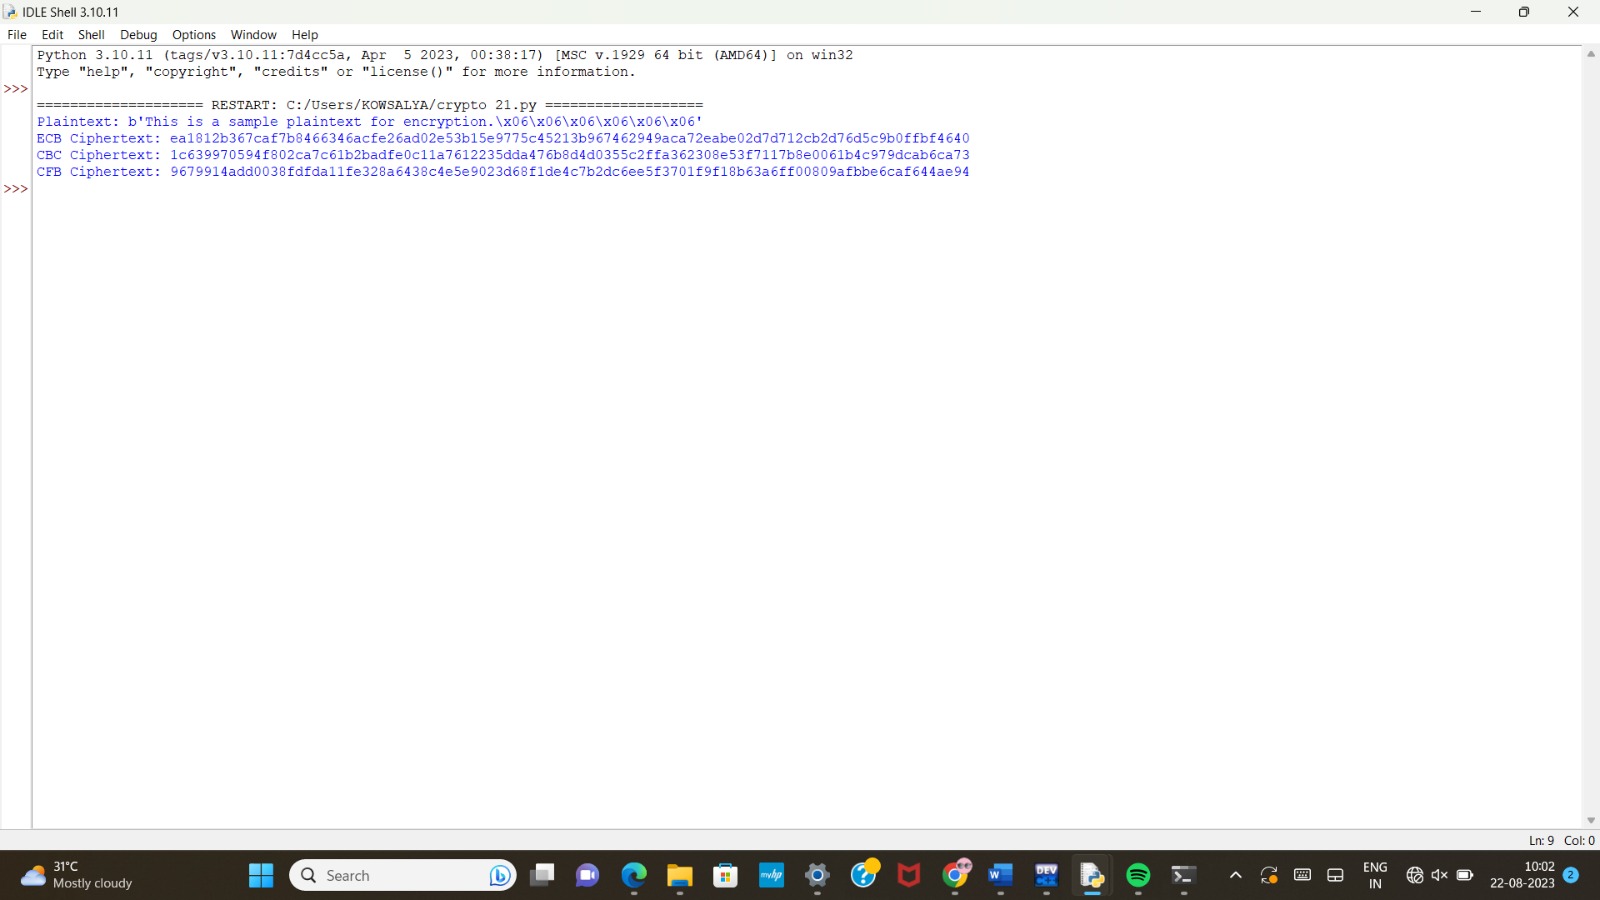 IDLE Shell 3.10.11
File Edit Shell Debug Options Window Help
Python 3.10.11 (tags/v3.10.11:7d4cc5a, Apr  5 2023, 00:38:17) [MSC v.1929 64 bit (AMD64)] on win32
Type "help", "copyright", "credits" or "license()" for more information.
>>>
==================== RESTART: C:/Users/KOWSALYA/crypto 21.py ===================
Plaintext: b'This is a sample plaintext for encryption.\x06\x06\x06\x06\x06\x06'
ECB Ciphertext: ea1812b367caf7b8466346acfe26ad02e53b15e9775c45213b967462949aca72eabe02d7d712cb2d76d5c9b0ffbf4640
CBC Ciphertext: 1c639970594f802ca7c61b2badfe0c11a7612235dda476b8d4d0355c2ffa362308e53f7117b8e0061b4c979dcab6ca73
CFB Ciphertext: 9679914add0038fdfda11fe328a6438c4e5e9023d68f1de4c7b2dc6ee5f3701f9f18b63a6ff00809afbbe6caf644ae94
>>>
Ln: 9 Col: 0
31°C
Mostly cloudy
Search
myhp
W
DEV
C++
ENG
IN
10:02
22-08-2023
2